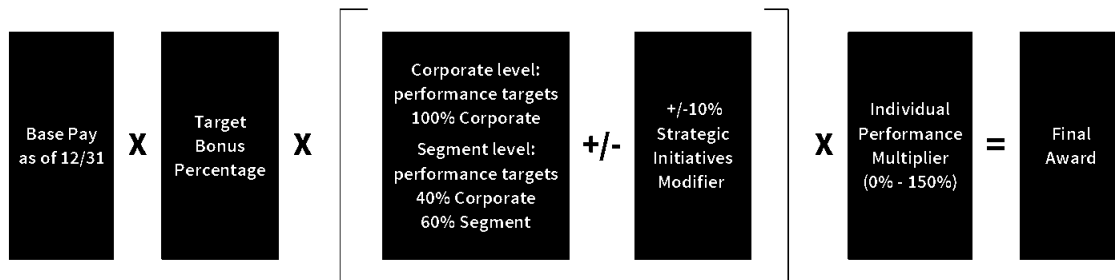 Base Pay
as of 12/31
X
Target
Bonus
Percentage
X
Corporate level:
performance targets
100% Corporate
Segment level:
performance targets
40% Corporate
60% Segment
+/-
+/-10%
Strategic
Initiatives
Modifier
X
Individual
Performance
Multiplier
(0% - 150%)
=
Final
Award